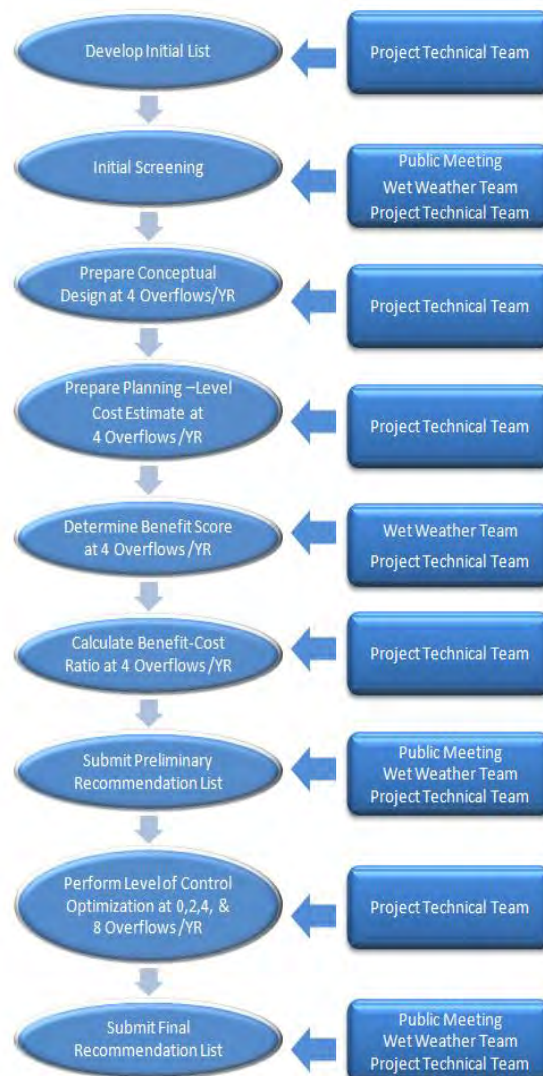 Develop Initial List
Project Technical Team
Initial Screening
Public Meeting
Wet Weather Team
Project Technical Team
Prepare Conceptual
Design at 4 Overflows/YR
Project Technical Team
Prepare Planning –Level
Cost Estimate at
4 Overflows /YR
Project Technical Team
Determine Benefit Score
at 4 Overflows /YR
Wet Weather Team
Project Technical Team
Calculate Benefit-Cost
Ratio at 4 Overflows /YR
Project Technical Team
Submit Preliminary
Recommendation List
Public Meeting
Wet Weather Team
Project Technical Team
Perform Level of Control
Optimization at 0,2,4, &
8 Overflows /YR
Project Technical Team
Submit Final
Recommendation List
Public Meeting
Wet Weather Team
Project Technical Team